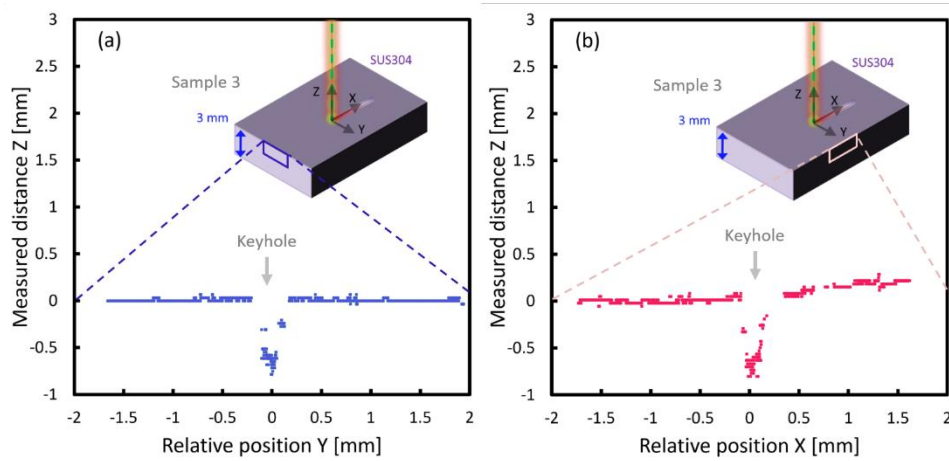 (a)
Sample 3
SUS304
Z
X
Y
3 mm
Keyhole
Measured distance Z [mm]
3
2.5
2
1.5
1
0.5
0
-0.5
-1
-2 -1.5 -1 -0.5 0 0.5 1 1.5 2
Relative position Y [mm]
(b)
Sample 3
SUS304
Z
X
Y
3 mm
Keyhole
Measured distance Z [mm]
3
2.5
2
1.5
1
0.5
0
-0.5
-1
-2 -1.5 -1 -0.5 0 0.5 1 1.5 2
Relative position X [mm]